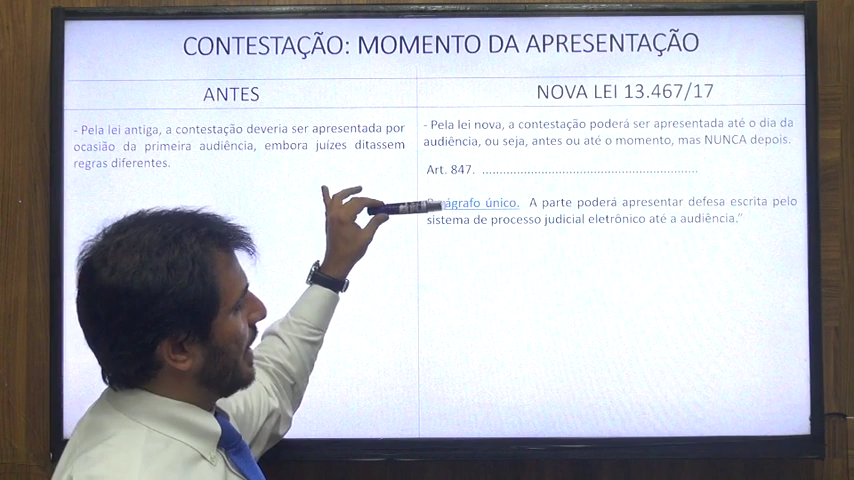 CONTESTAÇÃO: MOMENTO DA APRESENTAÇÃO
ANTES
- Pela lei antiga, a contestação deveria ser apresentada por
ocasião da primeira audiência, embora juízes ditassem
regras diferentes.
NOVA LEI 13.467/17
- Pela lei nova, a contestação poderá ser apresentada até o dia da
audiência, ou seja, antes ou até o momento, mas NUNCA depois.
Art. 847. ............................................................
Parágrafo único. A parte poderá apresentar defesa escrita pelo
sistema de processo judicial eletrônico até a audiência.”